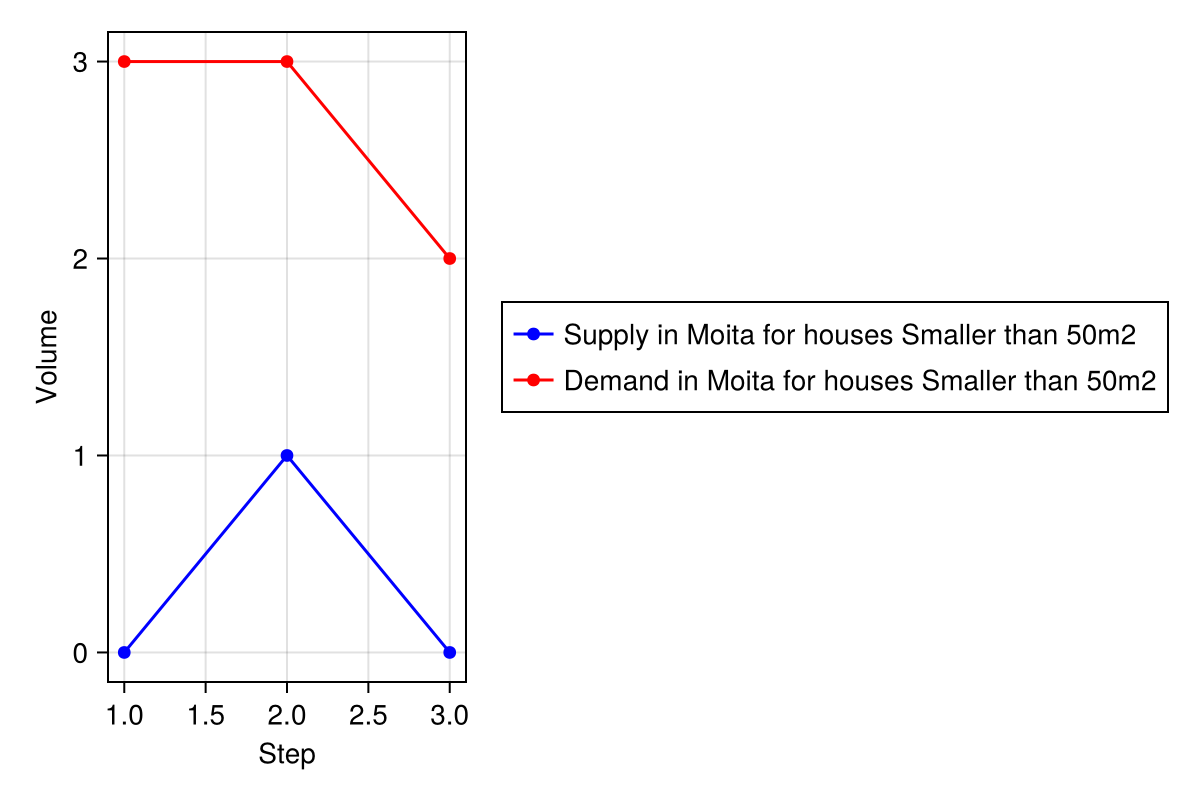 3
2
1
0
Volume
1.0 1.5 2.0 2.5 3.0
Step
Supply in Moita for houses Smaller than 50m2
Demand in Moita for houses Smaller than 50m2